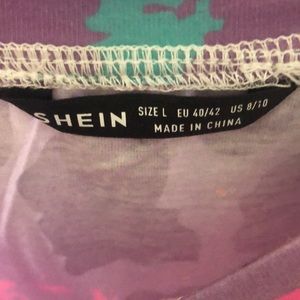 SHEIN
SIZE L EU 40/42 US 8/10
MADE IN CHINA